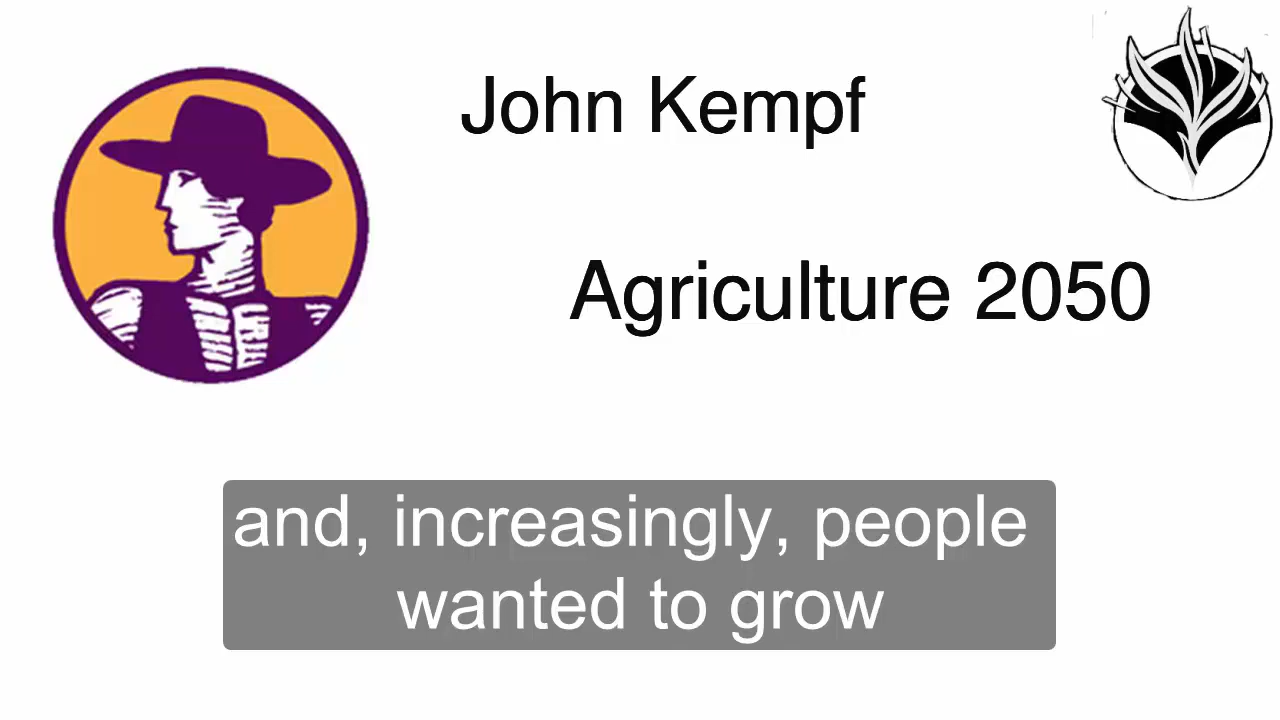 John Kempf
Agriculture 2050
and, increasingly, people
wanted to grow